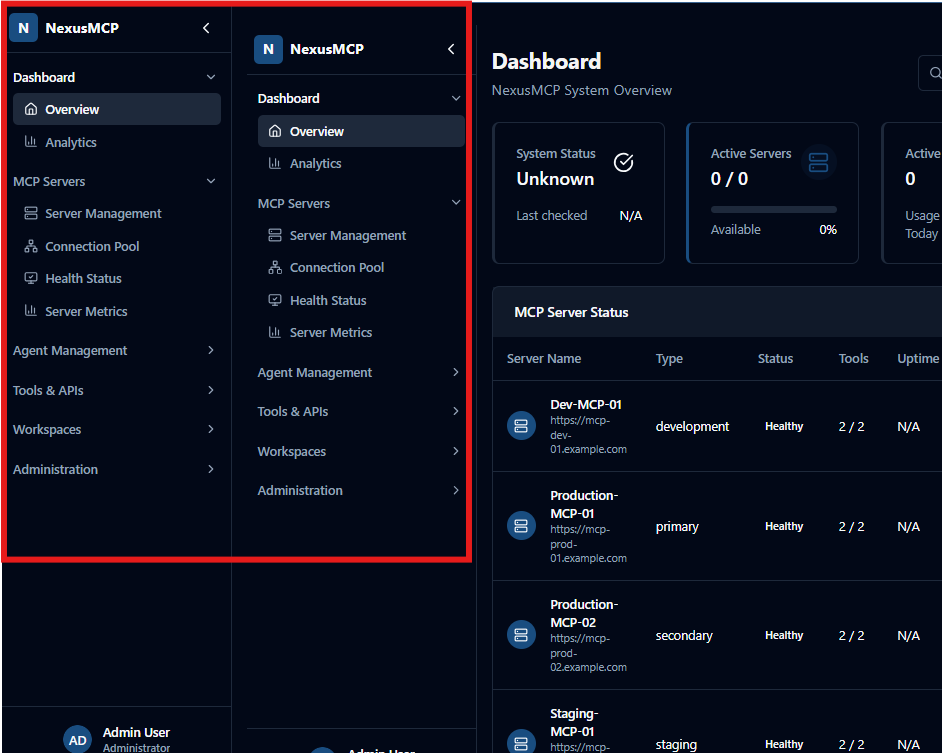 N NexusMCP
Dashboard
Overview
Analytics
MCP Servers
Server Management
Connection Pool
Health Status
Server Metrics
Agent Management
Tools & APIs
Workspaces
Administration
AD Admin User
Administrator
N NexusMCP
Dashboard
Overview
Analytics
MCP Servers
Server Management
Connection Pool
Health Status
Server Metrics
Agent Management
Tools & APIs
Workspaces
Administration
Admin User
Dashboard
NexusMCP System Overview
System Status
Unknown
Last checked N/A
Active Servers
0 / 0
Available 0%
Active
0
Usage
Today
MCP Server Status
Server Name Type Status Tools Uptime
Dev-MCP-01
https://mcp-
dev-
01.example.com
development Healthy 2 / 2 N/A
Production-
MCP-01
https://mcp-
prod-
01.example.com
primary Healthy 2 / 2 N/A
Production-
MCP-02
https://mcp-
prod-
02.example.com
secondary Healthy 2 / 2 N/A
Staging-
MCP-01
https://mcp-
staging Healthy 2 / 2 N/A